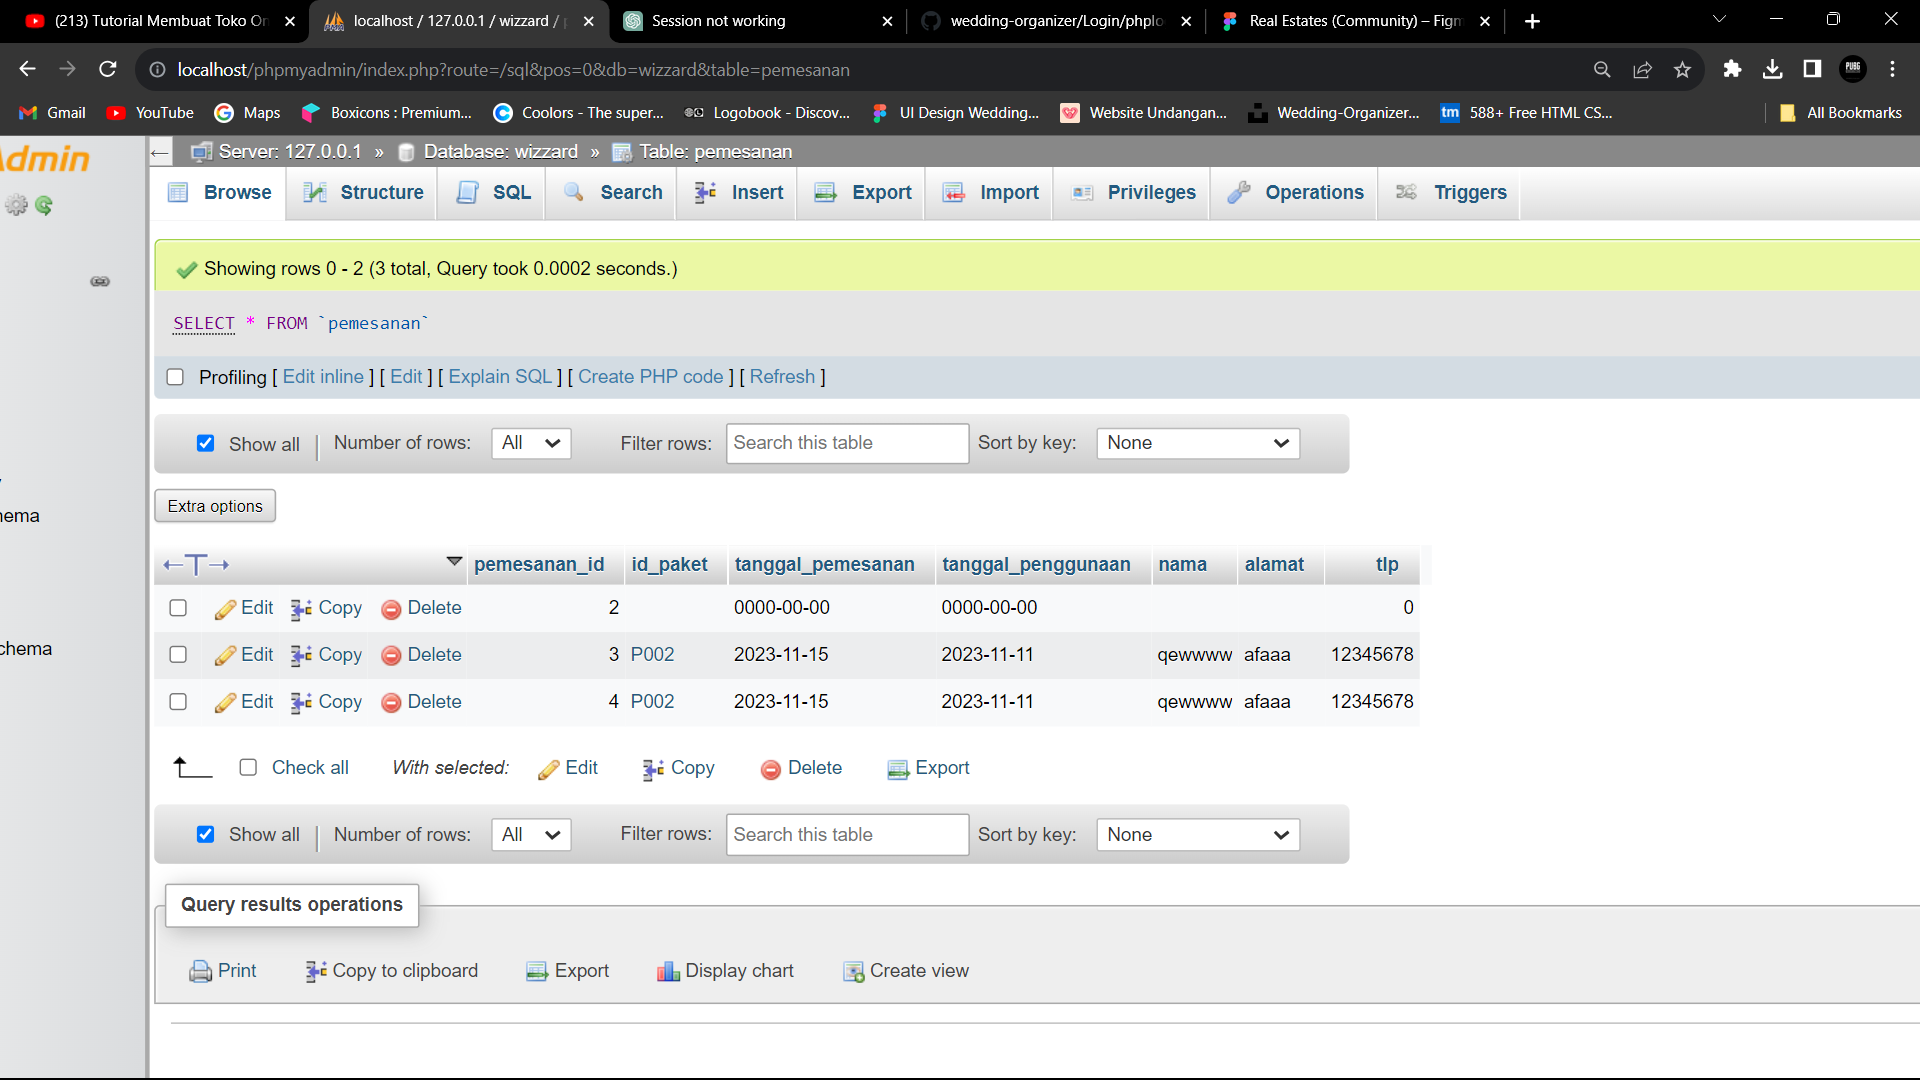 (213) Tutorial Membuat Toko On
localhost / 127.0.0.1 / wizzard /
Session not working
wedding-organizer/Login/phplo
Real Estates (Community) – Figm
localhost/phpmyadmin/index.php?route=/sql&pos=0&db=wizzard&table=pemesanan
Gmail YouTube Maps Boxicons : Premium... Coolors - The super... Logobook - Discov... UI Design Wedding... Website Undangan... Wedding-Organizer... tm 588+ Free HTML CS... All Bookmarks
Admin
Server: 127.0.0.1 » Database: wizzard » Table: pemesanan
Browse Structure SQL Search Insert Export Import Privileges Operations Triggers
Showing rows 0 - 2 (3 total, Query took 0.0002 seconds.)
SELECT * FROM `pemesanan`
Profiling [ Edit inline ] [ Edit ] [ Explain SQL ] [ Create PHP code ] [ Refresh ]
Show all Number of rows: All Filter rows: Search this table Sort by key: None
Extra options
hema
←T→ pemesanan_id id_paket tanggal_pemesanan tanggal_penggunaan nama alamat tlp
Edit Copy Delete 2 0000-00-00 0000-00-00 0
chema
Edit Copy Delete 3 P002 2023-11-15 2023-11-11 qewwww afaaa 12345678
Edit Copy Delete 4 P002 2023-11-15 2023-11-11 qewwww afaaa 12345678
Check all With selected: Edit Copy Delete Export
Show all Number of rows: All Filter rows: Search this table Sort by key: None
Query results operations
Print Copy to clipboard Export Display chart Create view